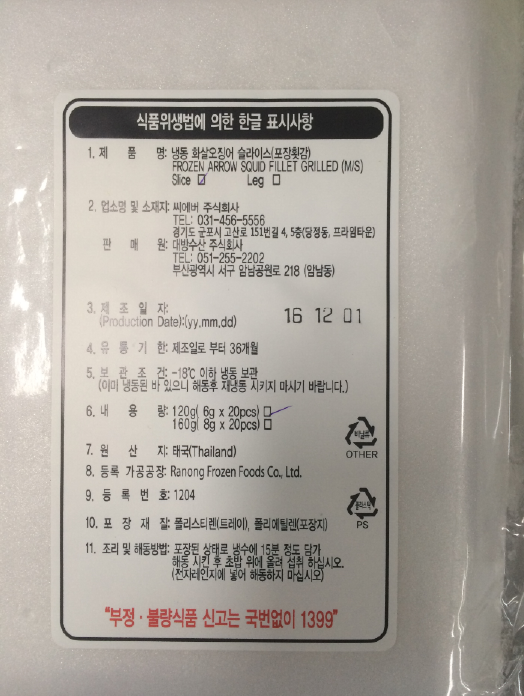 식품위생법에 의한 한글 표시사항
1. 제 품 명: 냉동 화살오징어 슬라이스(포장횟감)
FROZEN ARROW SQUID FILLET GRILLED (M/S)
Slice ☑ Leg ☐
2. 업소명 및 소재지: 씨에버 주식회사
TEL: 031-456-5556
경기도 군포시 고산로 151번길 4, 5층(당정동, 프라임타운)
판 매 원: 대방수산 주식회사
TEL: 051-255-2202
부산광역시 서구 암남공원로 218 (암남동)
3. 제 조 일 자:
(Production Date):(yy.mm.dd) 16 12 01
4. 유 통 기 한: 제조일로 부터 36개월
5. 보 관 조 건: -18℃ 이하 냉동 보관
(이미 냉동된 바 있으니 해동후 재냉동 시키지 마시기 바랍니다.)
6. 내 용 량: 120g( 6g x 20pcs) ☑
160g( 8g x 20pcs) ☐
비닐류
OTHER
7. 원 산 지: 태국(Thailand)
8. 등록 가공공장: Ranong Frozen Foods Co., Ltd.
9. 등 록 번 호: 1204
플라스틱
PS
10. 포 장 재 질: 폴리스티렌(트레이), 폴리에틸렌(포장지)
11. 조리 및 해동방법: 포장된 상태로 냉수에 15분 정도 담가
해동 시킨 후 초밥 위에 올려 섭취 하십시오.
(전자레인지에 넣어 해동하지 마십시오)
"부정 · 불량식품 신고는 국번없이 1399"